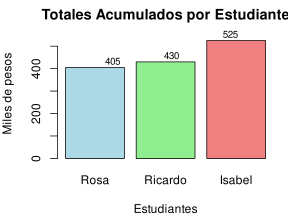 Totales Acumulados por Estudiante
Miles de pesos
400
200
0
405
430
525
Rosa
Ricardo
Isabel
Estudiantes